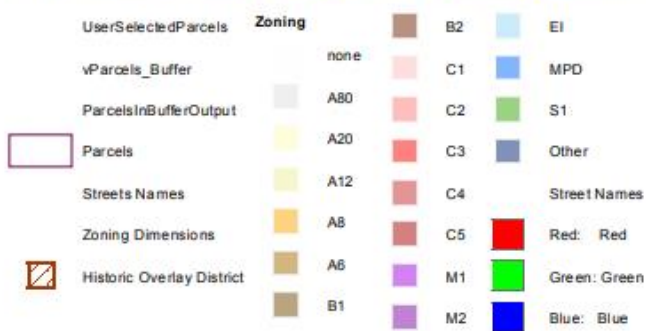 UserSelectedParcels
vParcels_Buffer
ParcelsInBufferOutput
Parcels
Streets Names
Zoning Dimensions
Historic Overlay District
Zoning
none
A80
A20
A12
A8
A6
B1
B2
C1
C2
C3
C4
C5
M1
M2
EI
MPD
S1
Other
Street Names
Red: Red
Green: Green
Blue: Blue